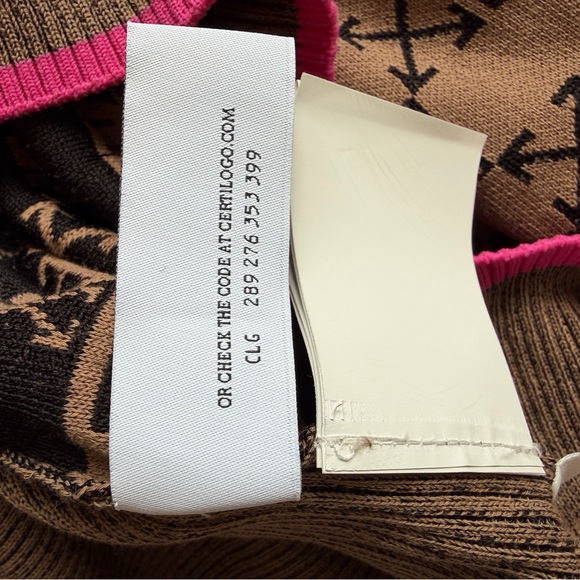 OR CHECK THE CODE AT CERTILOGO.COM
CLG 289 276 353 399